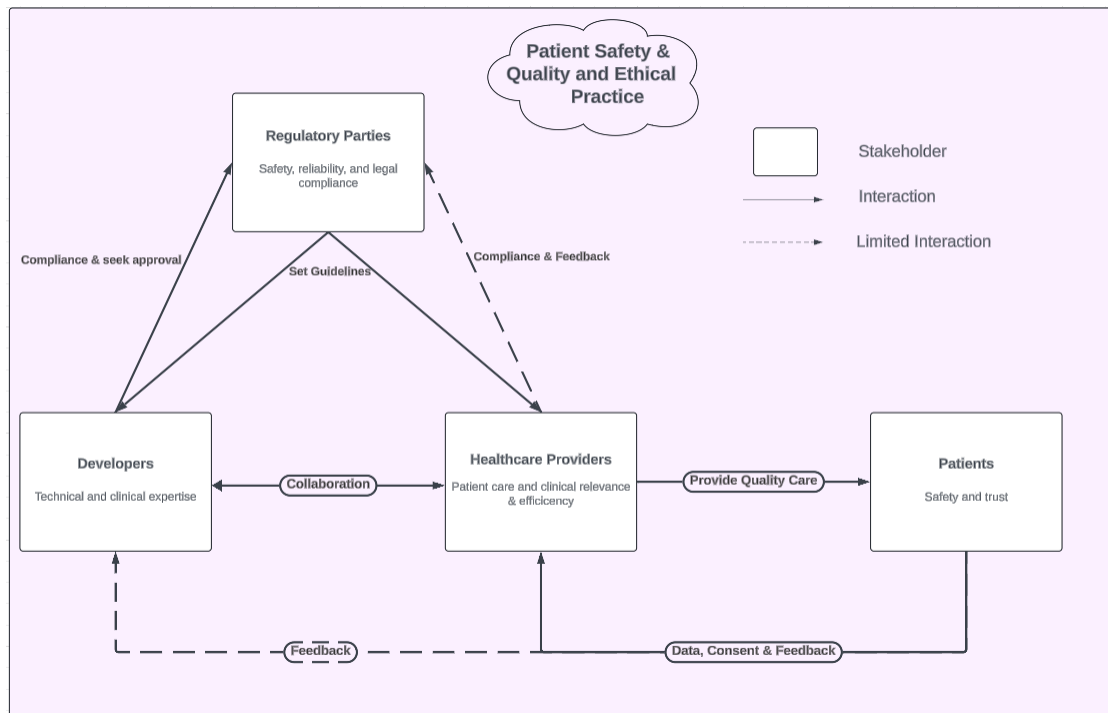 Patient Safety &
Quality and Ethical
Practice
Regulatory Parties
Safety, reliability, and legal
compliance
Stakeholder
Interaction
Limited Interaction
Compliance & seek approval
Set Guidelines
Compliance & Feedback
Developers
Technical and clinical expertise
Collaboration
Healthcare Providers
Patient care and clinical relevance
& efficicency
Provide Quality Care
Patients
Safety and trust
Feedback
Data, Consent & Feedback